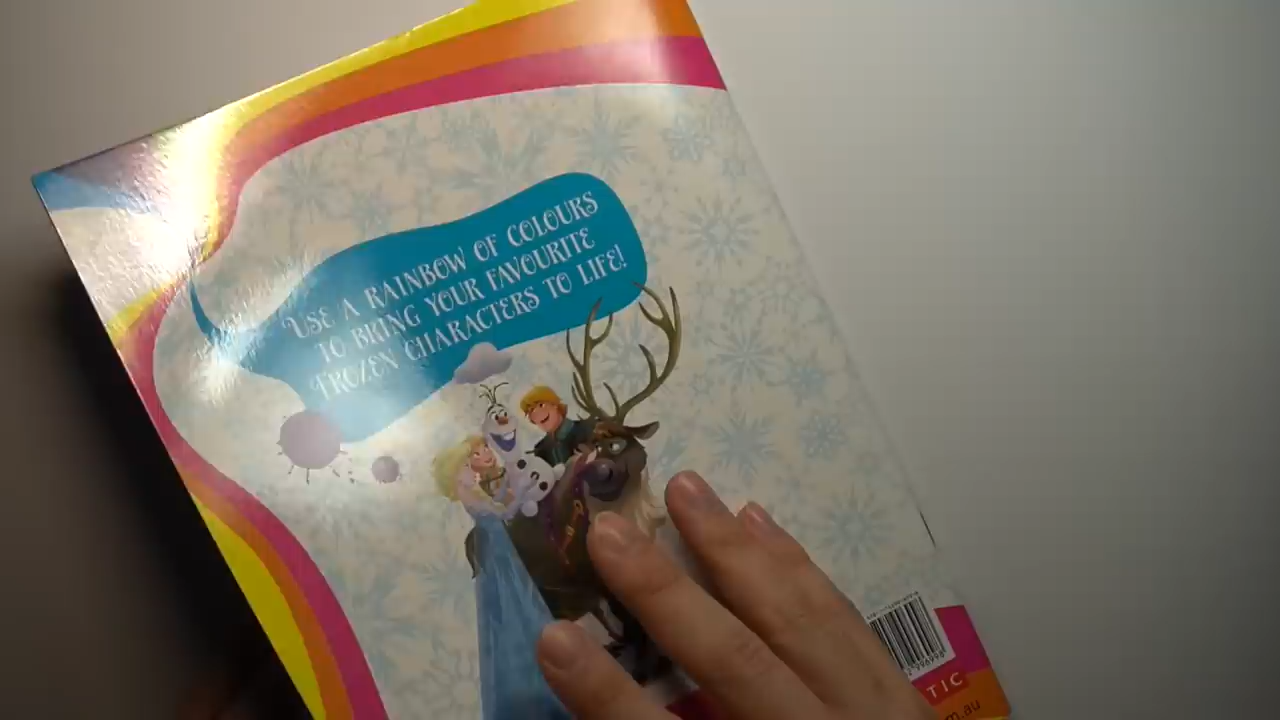 USE A RAINBOW OF COLOURS
TO BRING YOUR FAVOURITE
FROZEN CHARACTERS TO LIFE!
TIC
m.au